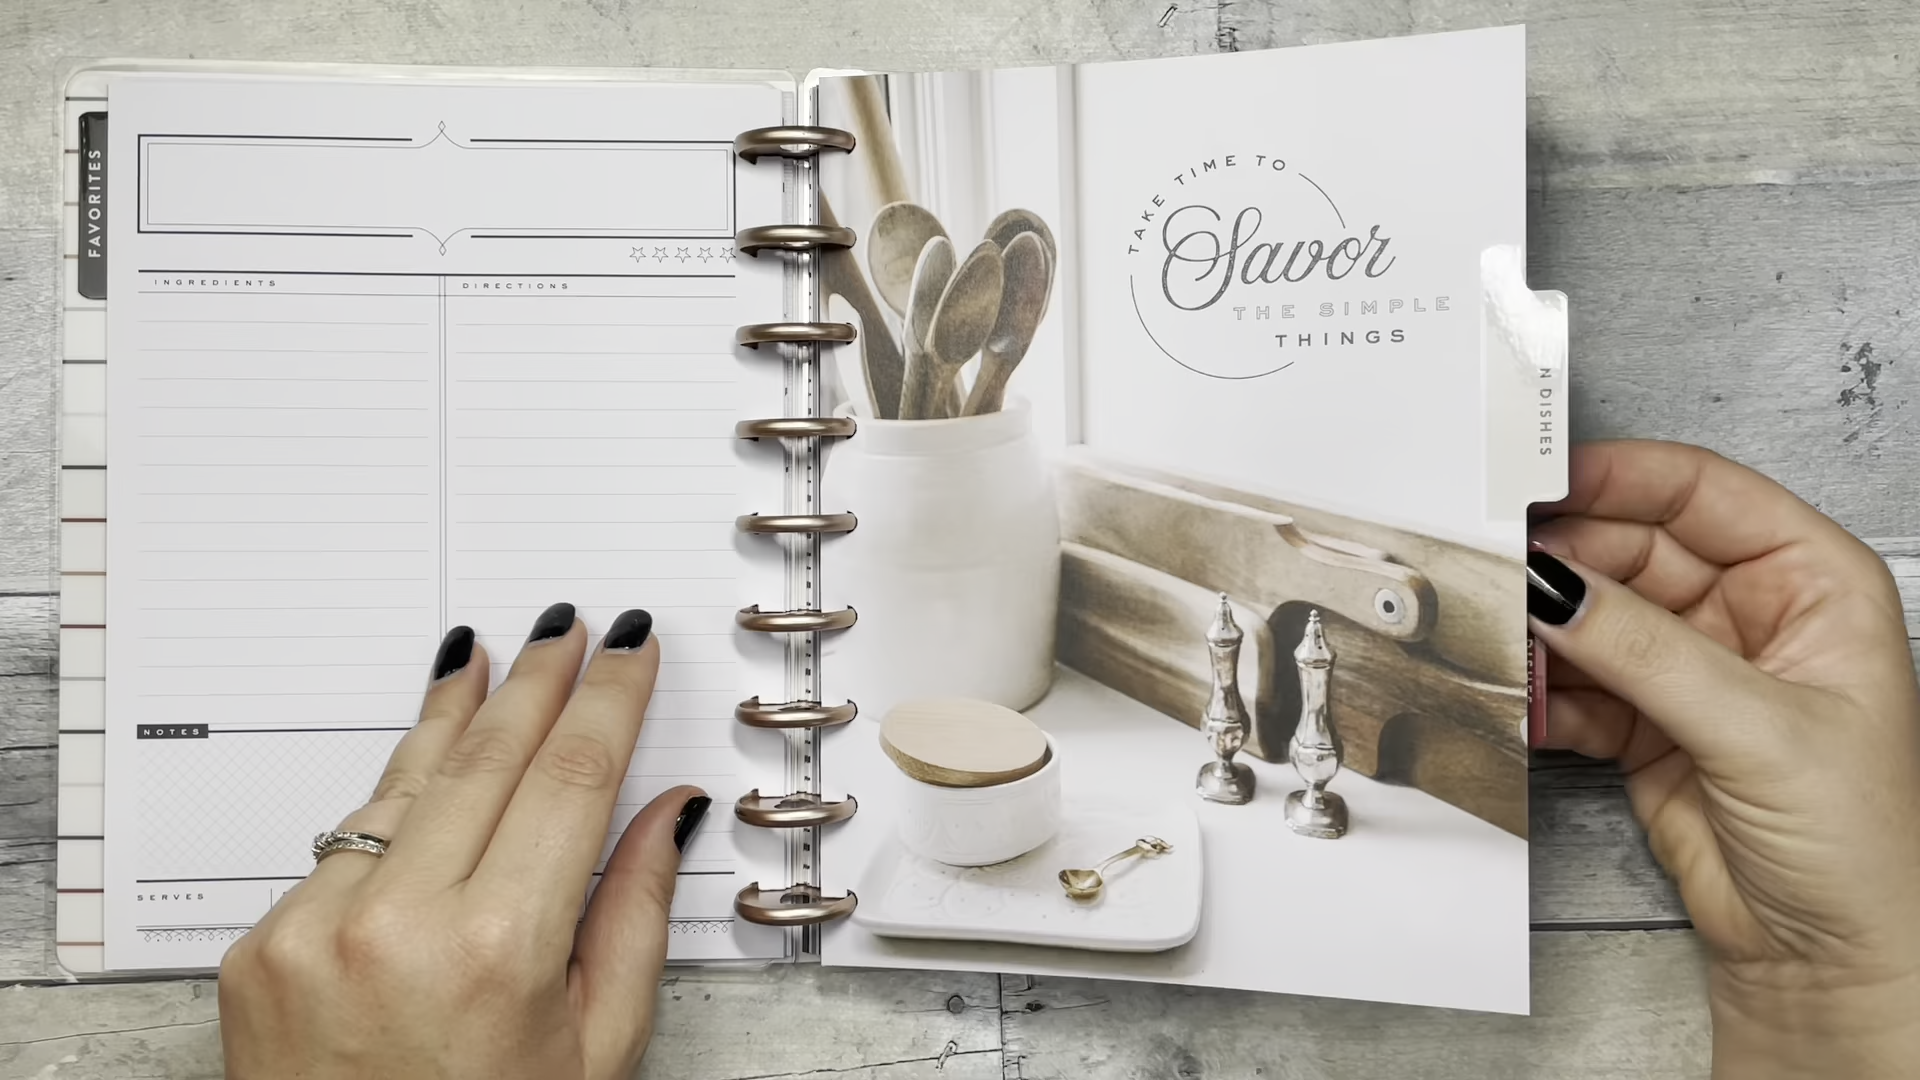 FAVORITES
INGREDIENTS
DIRECTIONS
NOTES
SERVES
TAKE TIME TO
Savor
THE SIMPLE
THINGS
N DISHES